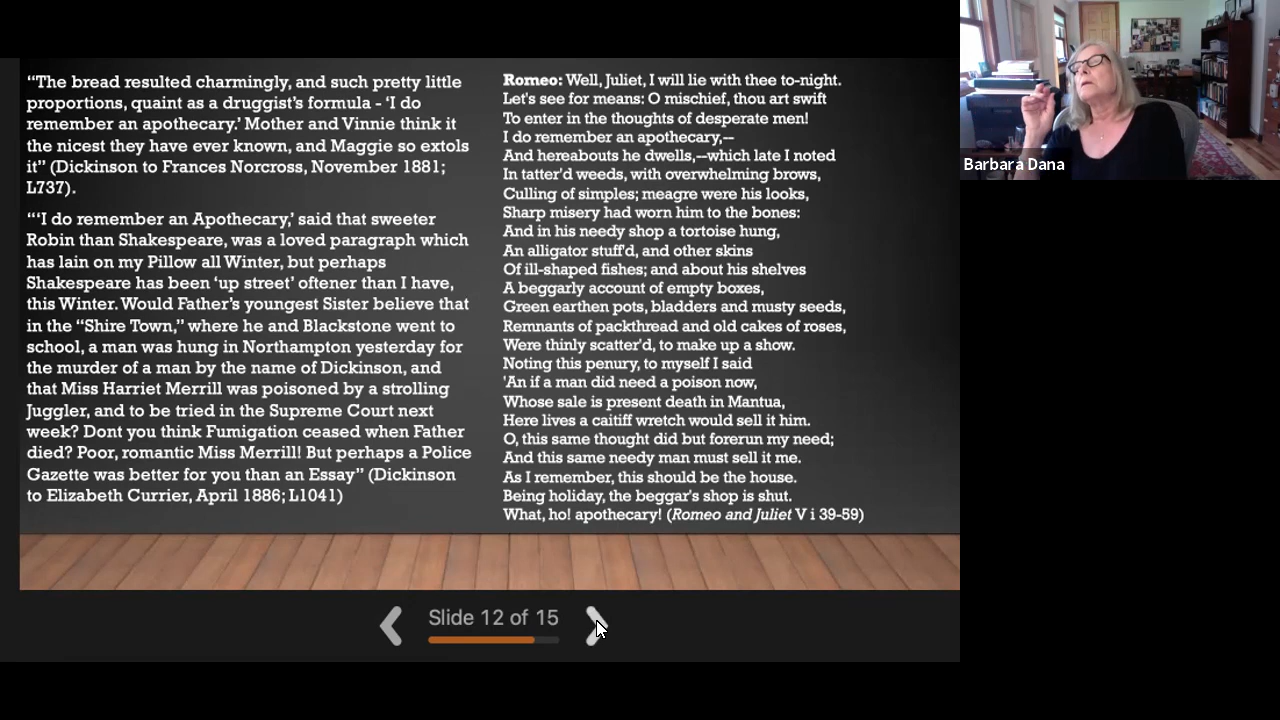 “The bread resulted charmingly, and such pretty little
proportions, quaint as a druggist’s formula - ‘I do
remember an apothecary.’ Mother and Vinnie think it
the nicest they have ever known, and Maggie so extols
it” (Dickinson to Frances Norcross, November 1881;
L737).
“‘I do remember an Apothecary,’ said that sweeter
Robin than Shakespeare, was a loved paragraph which
has lain on my Pillow all Winter, but perhaps
Shakespeare has been ‘up street’ oftener than I have,
this Winter. Would Father’s youngest Sister believe that
in the “Shire Town,” where he and Blackstone went to
school, a man was hung in Northampton yesterday for
the murder of a man by the name of Dickinson, and
that Miss Harriet Merrill was poisoned by a strolling
Juggler, and to be tried in the Supreme Court next
week? Dont you think Fumigation ceased when Father
died? Poor, romantic Miss Merrill! But perhaps a Police
Gazette was better for you than an Essay” (Dickinson
to Elizabeth Currier, April 1886; L1041)
Romeo: Well, Juliet, I will lie with thee to-night.
Let's see for means: O mischief, thou art swift
To enter in the thoughts of desperate men!
I do remember an apothecary,--
And hereabouts he dwells,--which late I noted
In tatter'd weeds, with overwhelming brows,
Culling of simples; meagre were his looks,
Sharp misery had worn him to the bones:
And in his needy shop a tortoise hung,
An alligator stuff'd, and other skins
Of ill-shaped fishes; and about his shelves
A beggarly account of empty boxes,
Green earthen pots, bladders and musty seeds,
Remnants of packthread and old cakes of roses,
Were thinly scatter'd, to make up a show.
Noting this penury, to myself I said
'An if a man did need a poison now,
Whose sale is present death in Mantua,
Here lives a caitiff wretch would sell it him.
O, this same thought did but forerun my need;
And this same needy man must sell it me.
As I remember, this should be the house.
Being holiday, the beggar's shop is shut.
What, ho! apothecary! (Romeo and Juliet V i 39-59)
Slide 12 of 15
Barbara Dana